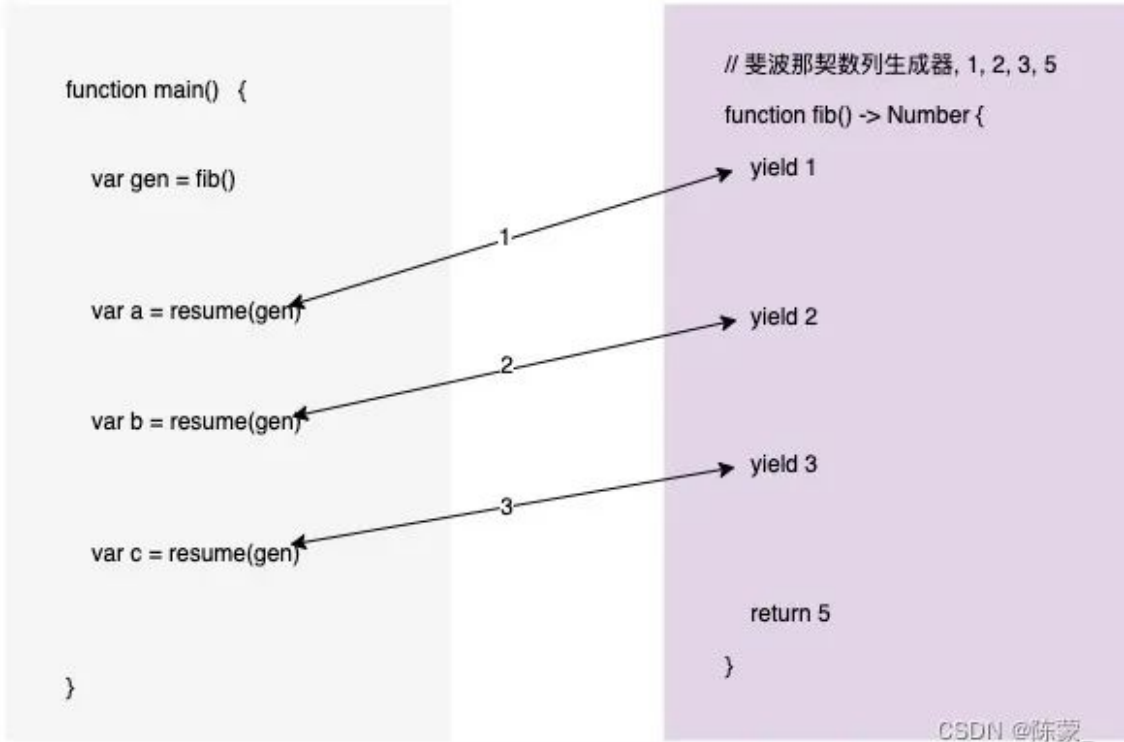 function main() {
var gen = fib()
var a = resume(gen)
var b = resume(gen)
var c = resume(gen)
}
1
2
3
// 斐波那契数列生成器, 1, 2, 3, 5
function fib() -> Number {
yield 1
yield 2
yield 3
return 5
}
CSDN @陈蒙_